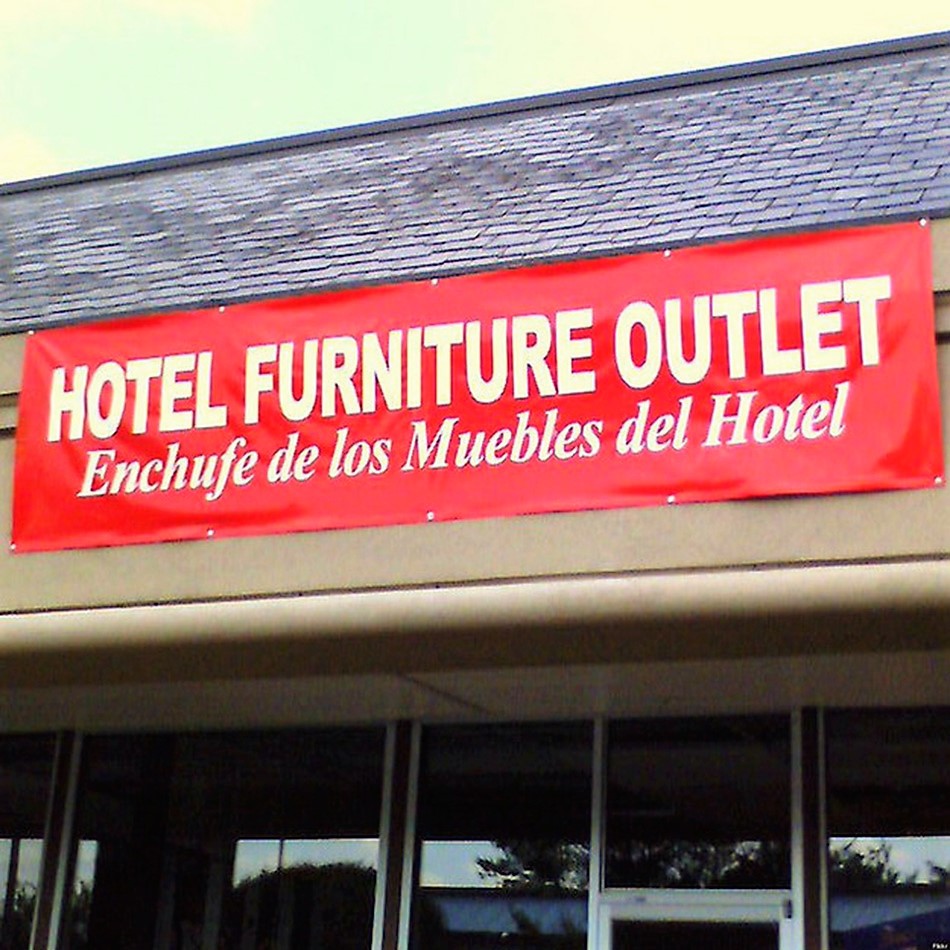 HOTEL FURNITURE OUTLET
Enchufe de los Muebles del Hotel